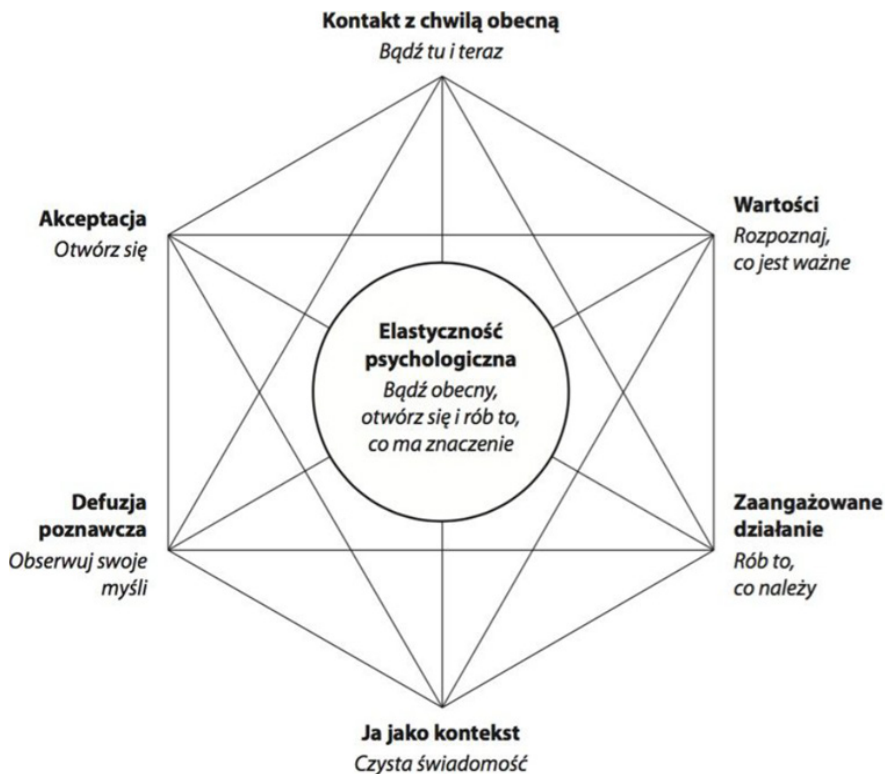 Kontakt z chwilą obecną
Bądź tu i teraz
Akceptacja
Otwórz się
Wartości
Rozpoznaj,
co jest ważne
Elastyczność
psychologiczna
Bądź obecny,
otwórz się i rób to,
co ma znaczenie
Defuzja
poznawcza
Obserwuj swoje
myśli
Zaangażowane
działanie
Rób to,
co należy
Ja jako kontekst
Czysta świadomość